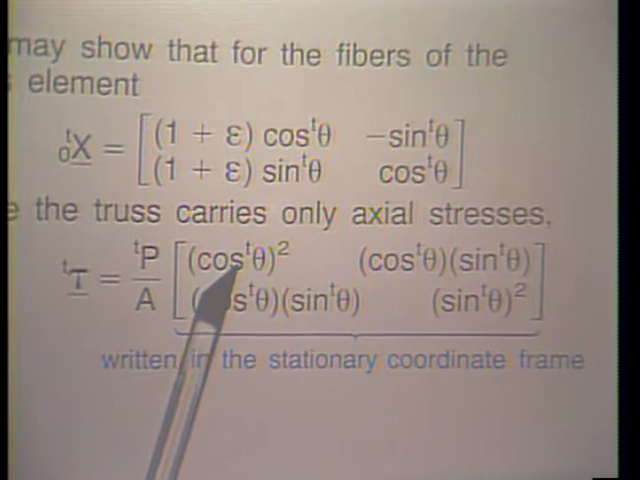 may show that for the fibers of the
element
ᵗ₀X = [(1 + ε) cosᵗθ −sinᵗθ
(1 + ε) sinᵗθ cosᵗθ]
the truss carries only axial stresses,
ᵗT = ᵗP/A [(cosᵗθ)² (cosᵗθ)(sinᵗθ)
sᵗθ)(sinᵗθ) (sinᵗθ)²]
written in the stationary coordinate frame